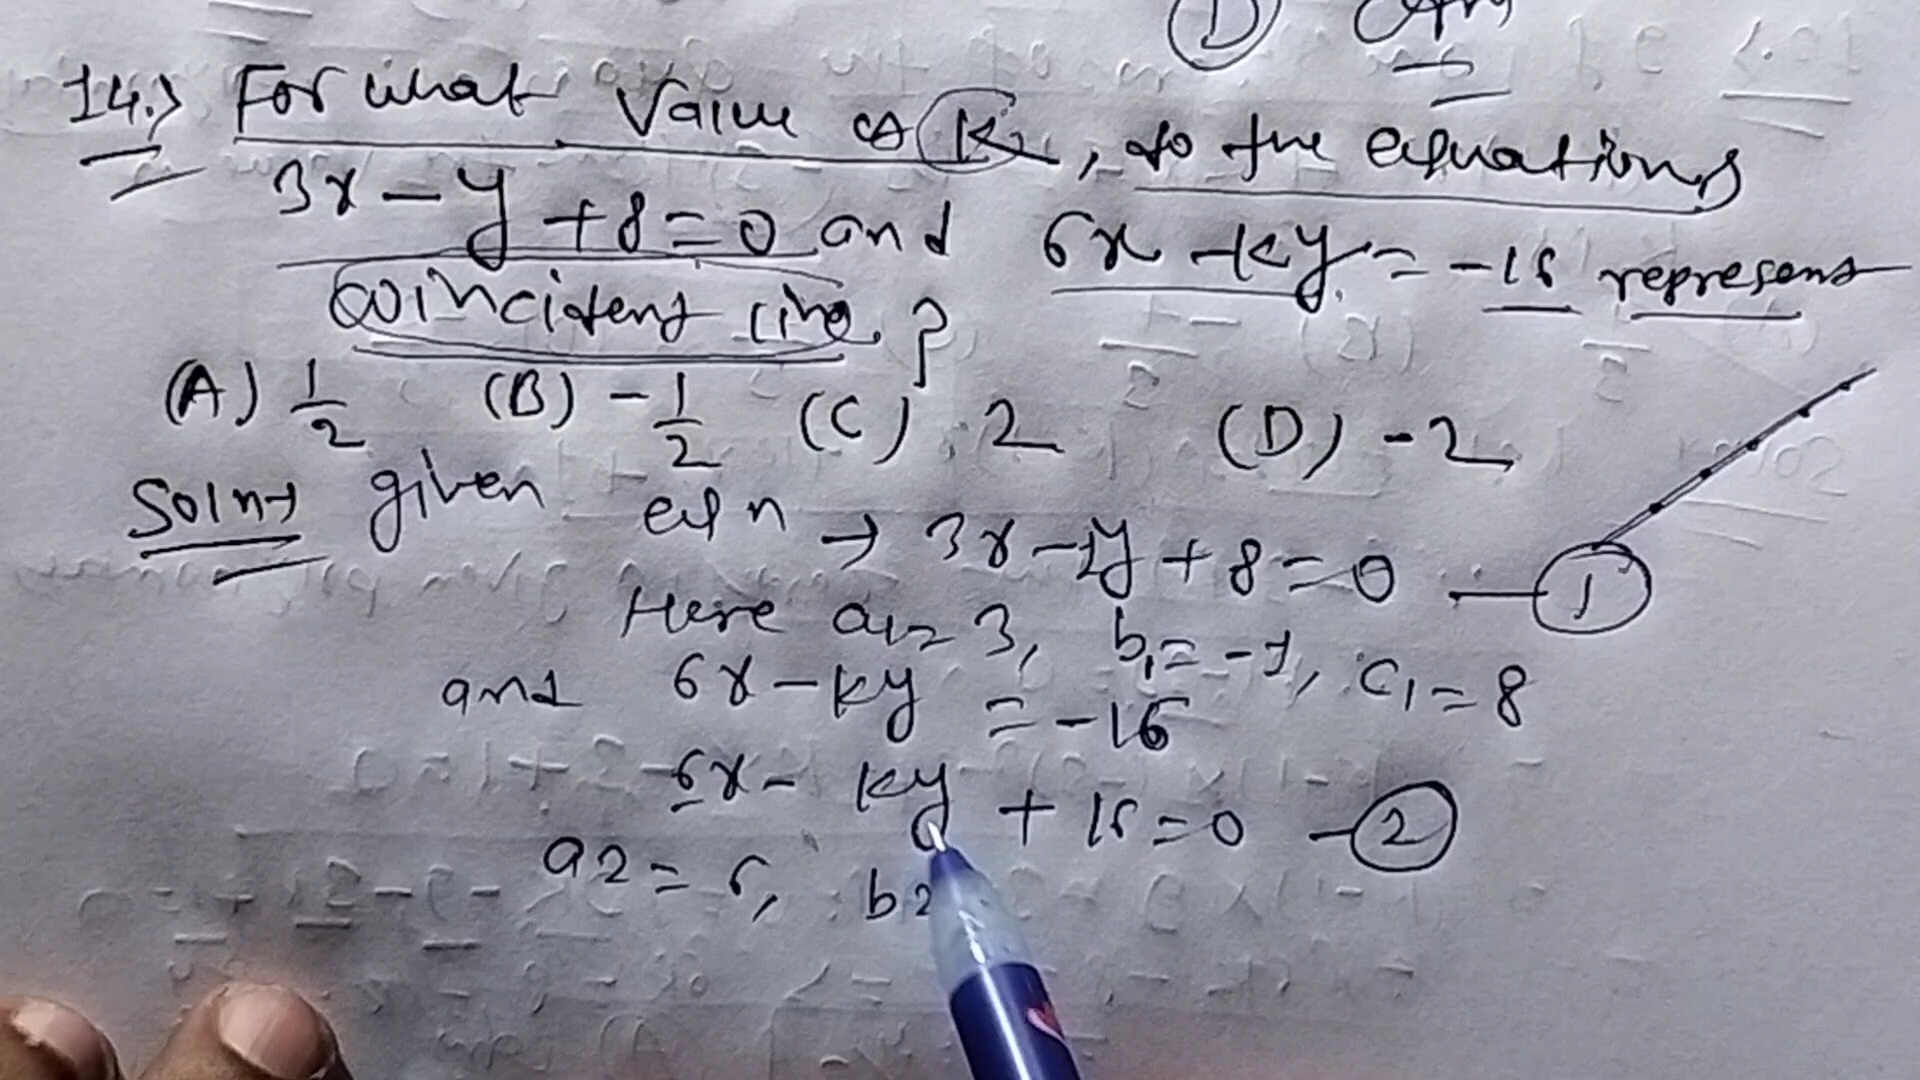 (D) Ans
14.) For what value of K, do the equations
3x - y + 8 = 0 and 6x - ky = -16 represent
coincident line ?
(A) 1/2 (B) -1/2 (C) 2 (D) -2
Soln→ given eqn → 3x - 1y + 8 = 0 — (1)
Here a1 = 3, b1 = -1, c1 = 8
and 6x - ky = -16
6x - ky + 16 = 0 — (2)
a2 = 6, b2